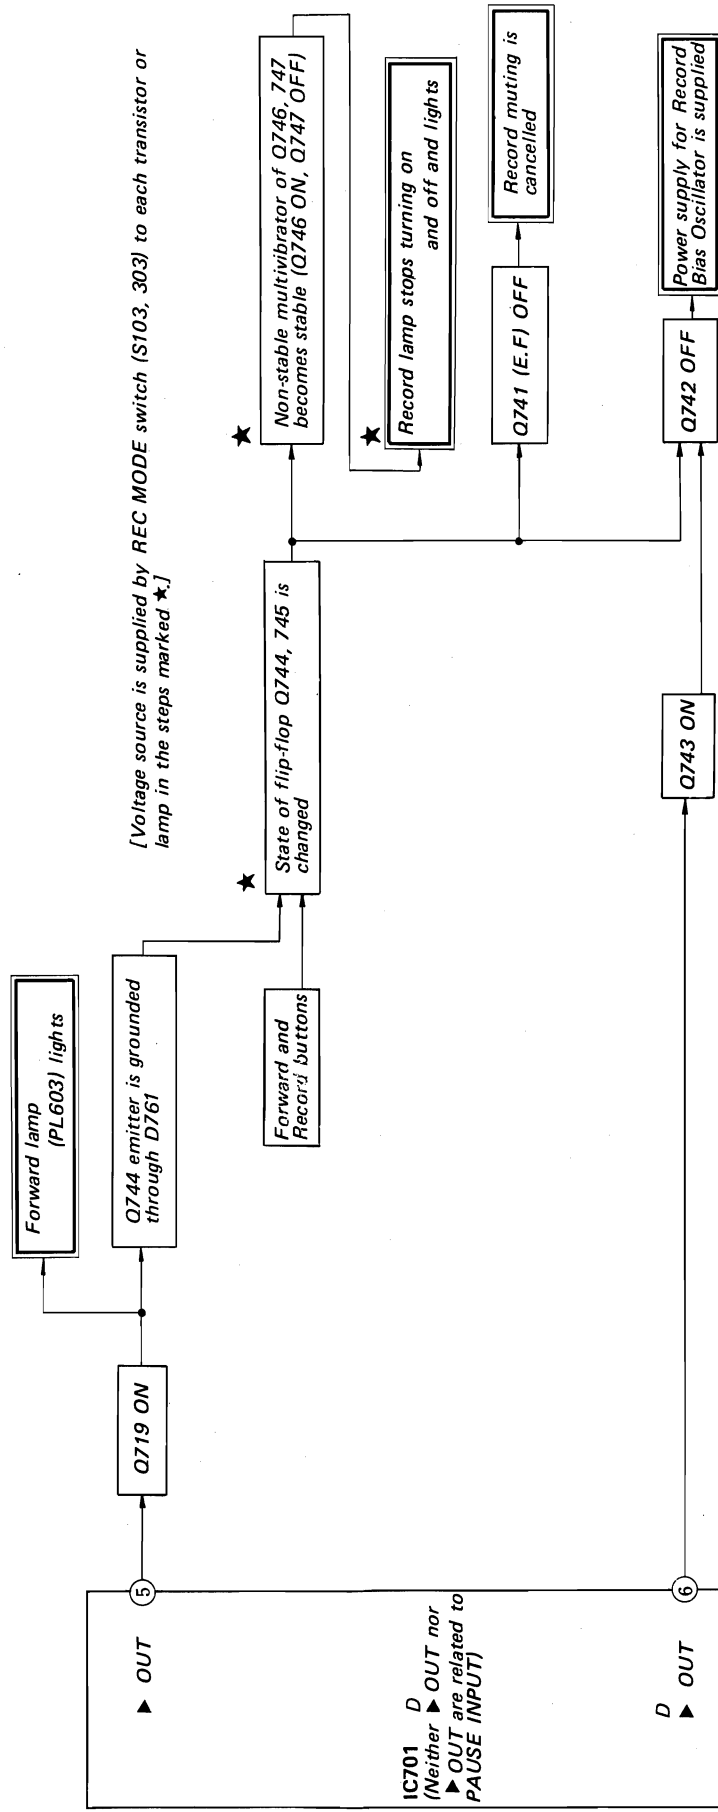 Forward lamp
(PL603) lights
[Voltage source is supplied by REC MODE switch (S103, 303) to each transistor or
lamp in the steps marked ★.]
▶ OUT
5
Q719 ON
Q744 emitter is grounded
through D761
Forward and
Record buttons
★
State of flip-flop Q744, 745 is
changed
★
Non-stable multivibrator of Q746, 747
becomes stable (Q746 ON, Q747 OFF)
★
Record lamp stops turning on
and off and lights
Q741 (E.F) OFF
Record muting is
cancelled
IC701 D
(Neither ▶ OUT nor
▶ OUT are related to
PAUSE INPUT)
D
▶ OUT
6
Q743 ON
Q742 OFF
Power supply for Record
Bias Oscillator is supplied